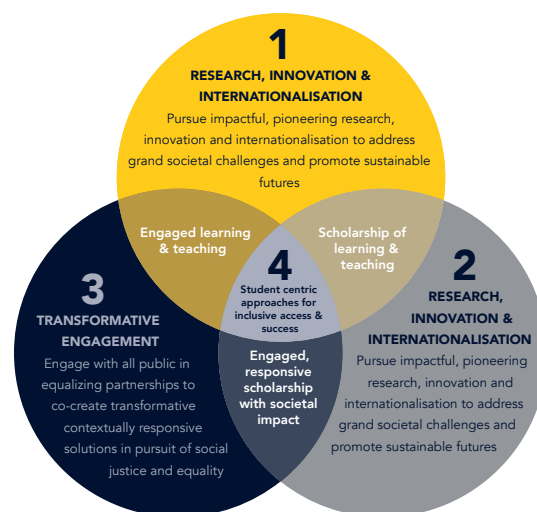 1
RESEARCH, INNOVATION &
INTERNATIONALISATION
Pursue impactful, pioneering research,
innovation and internationalisation to address
grand societal challenges and promote sustainable
futures
Engaged learning
& teaching
Scholarship of
learning &
teaching
4
Student centric
approaches for
inclusive access &
success
3
TRANSFORMATIVE
ENGAGEMENT
Engage with all public in
equalizing partnerships to
co-create transformative
contextually responsive
solutions in pursuit of social
justice and equality
2
RESEARCH,
INNOVATION &
INTERNATIONALISATION
Pursue impactful, pioneering
research, innovation and
internationalisation to address
grand societal challenges and
promote sustainable futures
Engaged,
responsive
scholarship
with societal
impact